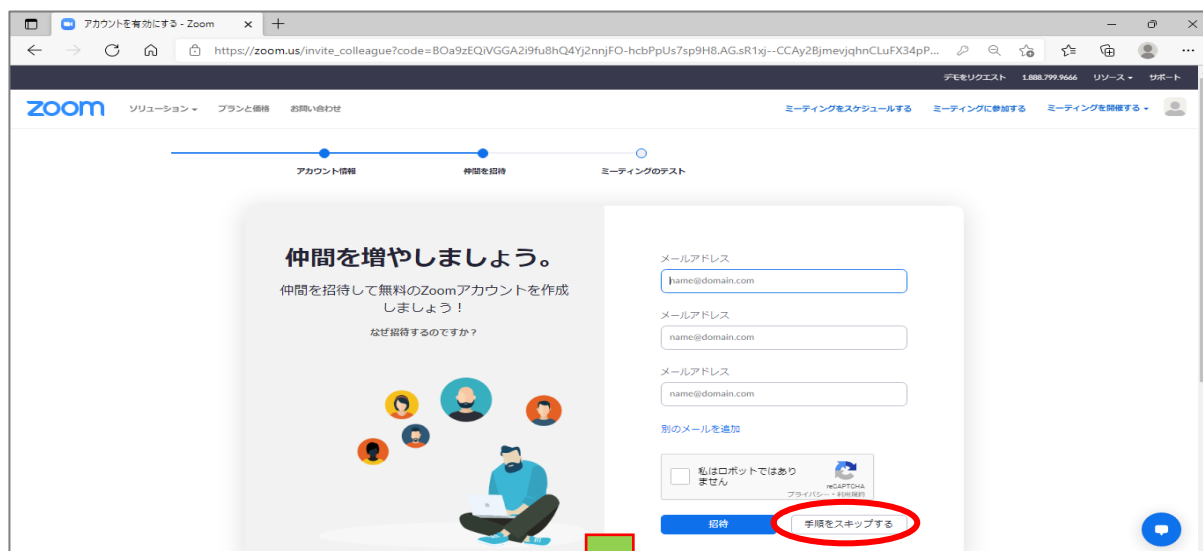 アカウントを有効にする - Zoom
https://zoom.us/invite_colleague?code=BOa9zEQiVGGA2i9fu8hQ4Yj2nnjFO-hcbPpUs7sp9H8.AG.sR1xj--CCAy2BjmevjqhnCLuFX34pP...
デモをリクエスト 1.888.799.9666 リソース サポート
zoom ソリューション プランと価格 お問い合わせ ミーティングをスケジュールする ミーティングに参加する ミーティングを開催する
アカウント情報 仲間を招待 ミーティングのテスト
仲間を増やしましょう。
仲間を招待して無料のZoomアカウントを作成
しましょう！
なぜ招待するのですか？
メールアドレス
name@domain.com
メールアドレス
name@domain.com
メールアドレス
name@domain.com
別のメールを追加
私はロボットではあり
ません
reCAPTCHA
プライバシー - 利用規約
招待 手順をスキップする